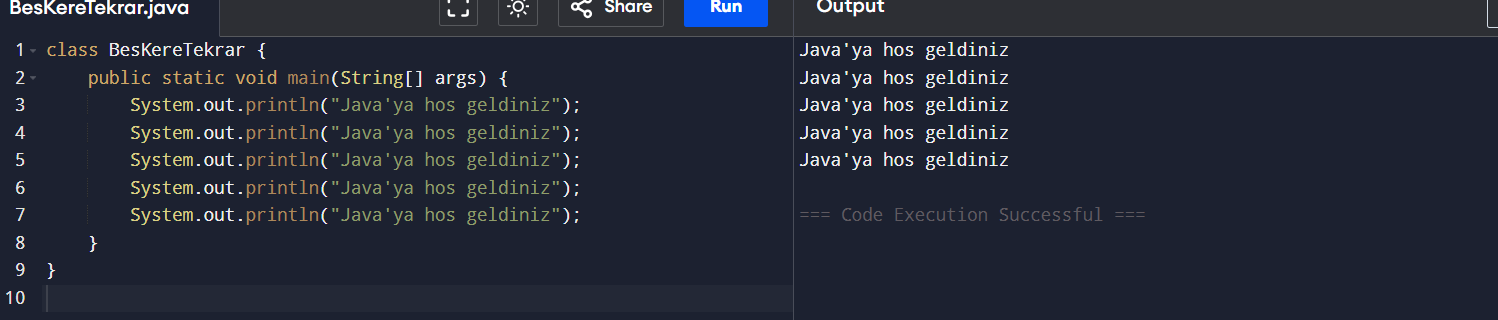 BesKereTekrar.java
Share
Run
Output
1 class BesKereTekrar {
2 public static void main(String[] args) {
3 System.out.println("Java'ya hos geldiniz");
4 System.out.println("Java'ya hos geldiniz");
5 System.out.println("Java'ya hos geldiniz");
6 System.out.println("Java'ya hos geldiniz");
7 System.out.println("Java'ya hos geldiniz");
8 }
9 }
10
Java'ya hos geldiniz
Java'ya hos geldiniz
Java'ya hos geldiniz
Java'ya hos geldiniz
Java'ya hos geldiniz
=== Code Execution Successful ===